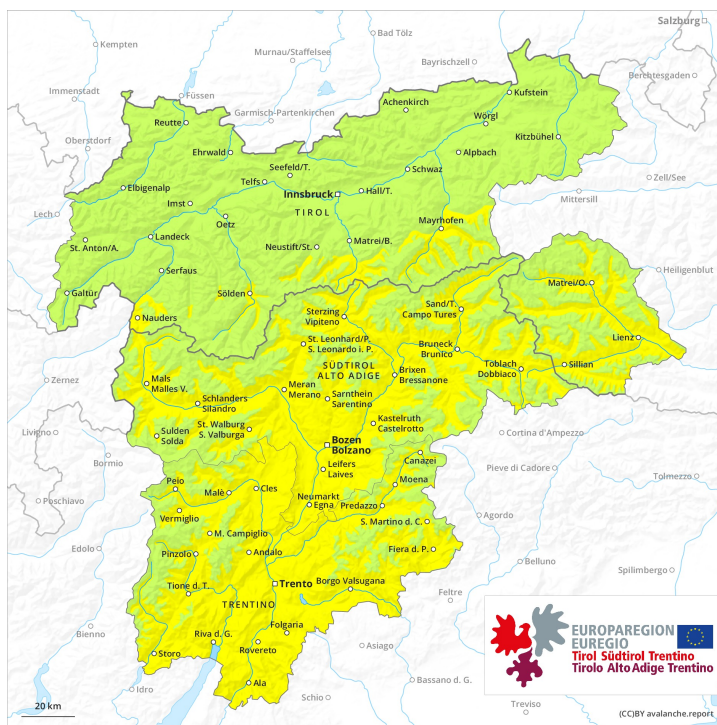 Salzburg
Kempten
Bad Tölz
Murnau/Staffelsee
Bayrischzell
Berchtesgaden
Immenstadt
Füssen
Garmisch-Partenkirchen
Achenkirch
Kufstein
Oberstdorf
Reutte
Wörgl
Kitzbühel
Ehrwald
Alpbach
Seefeld/T.
Schwaz
Zell/See
Elbigenalp
Telfs
Innsbruck
Hall/T.
Mittersill
Imst
TIROL
Lech
Oetz
Mayrhofen
St. Anton/A.
Landeck
Neustift/St.
Matrei/B.
Serfaus
Heiligenblut
Galtür
Sölden
Matrei/O.
Nauders
Sterzing
Vipiteno
Sand/T.
Campo Tures
Lienz
St. Leonhard/P.
S. Leonardo i. P.
Bruneck
Brunico
Toblach
Dobbiaco
Sillian
Zernez
Mals
Malles V.
SÜDTIROL
ALTO ADIGE
Brixen
Bressanone
Meran
Merano
Schlanders
Silandro
Sarnthein
Sarentino
St. Walburg
S. Valburga
Kastelruth
Castelrotto
Livigno
Sulden
Solda
Bozen
Bolzano
Cortina d'Ampezzo
Bormio
Leifers
Laives
Canazei
Pieve di Cadore
Peio
Malè
Cles
Moena
Tolmezzo
Poschiavo
Neumarkt
Egna
Predazzo
Vermiglio
Agordo
S. Martino d. C.
M. Campiglio
Edolo
Pinzolo
Andalo
Fiera d. P.
Belluno
Spilimbergo
Tione d. T.
Trento
Borgo Valsugana
Feltre
TRENTINO
Bienno
Riva d. G.
Folgaria
Rovereto
Storo
Asiago
Idro
Ala
Schio
Bassano d. G.
Treviso
EUROPAREGION
EUREGIO
Tirol Südtirol Trentino
Tirolo Alto Adige Trentino
20 km
(CC)BY avalanche.report